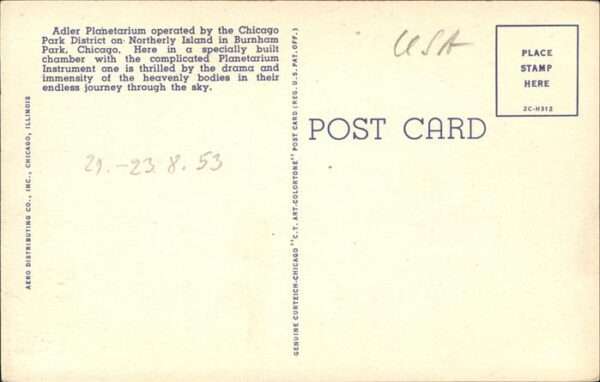 Adler Planetarium operated by the Chicago
Park District on Northerly Island in Burnham
Park, Chicago. Here in a specially built
chamber with the complicated Planetarium
Instrument one is thrilled by the drama and
immensity of the heavenly bodies in their
endless journey through the sky.
21.-23.8.53
AERO DISTRIBUTING CO., INC., CHICAGO, ILLINOIS
GENUINE CURTEICH-CHICAGO "C.T. ART-COLORTONE" POST CARD (REG. U.S. PAT. OFF.)
USA
POST CARD
PLACE
STAMP
HERE
2C-H312